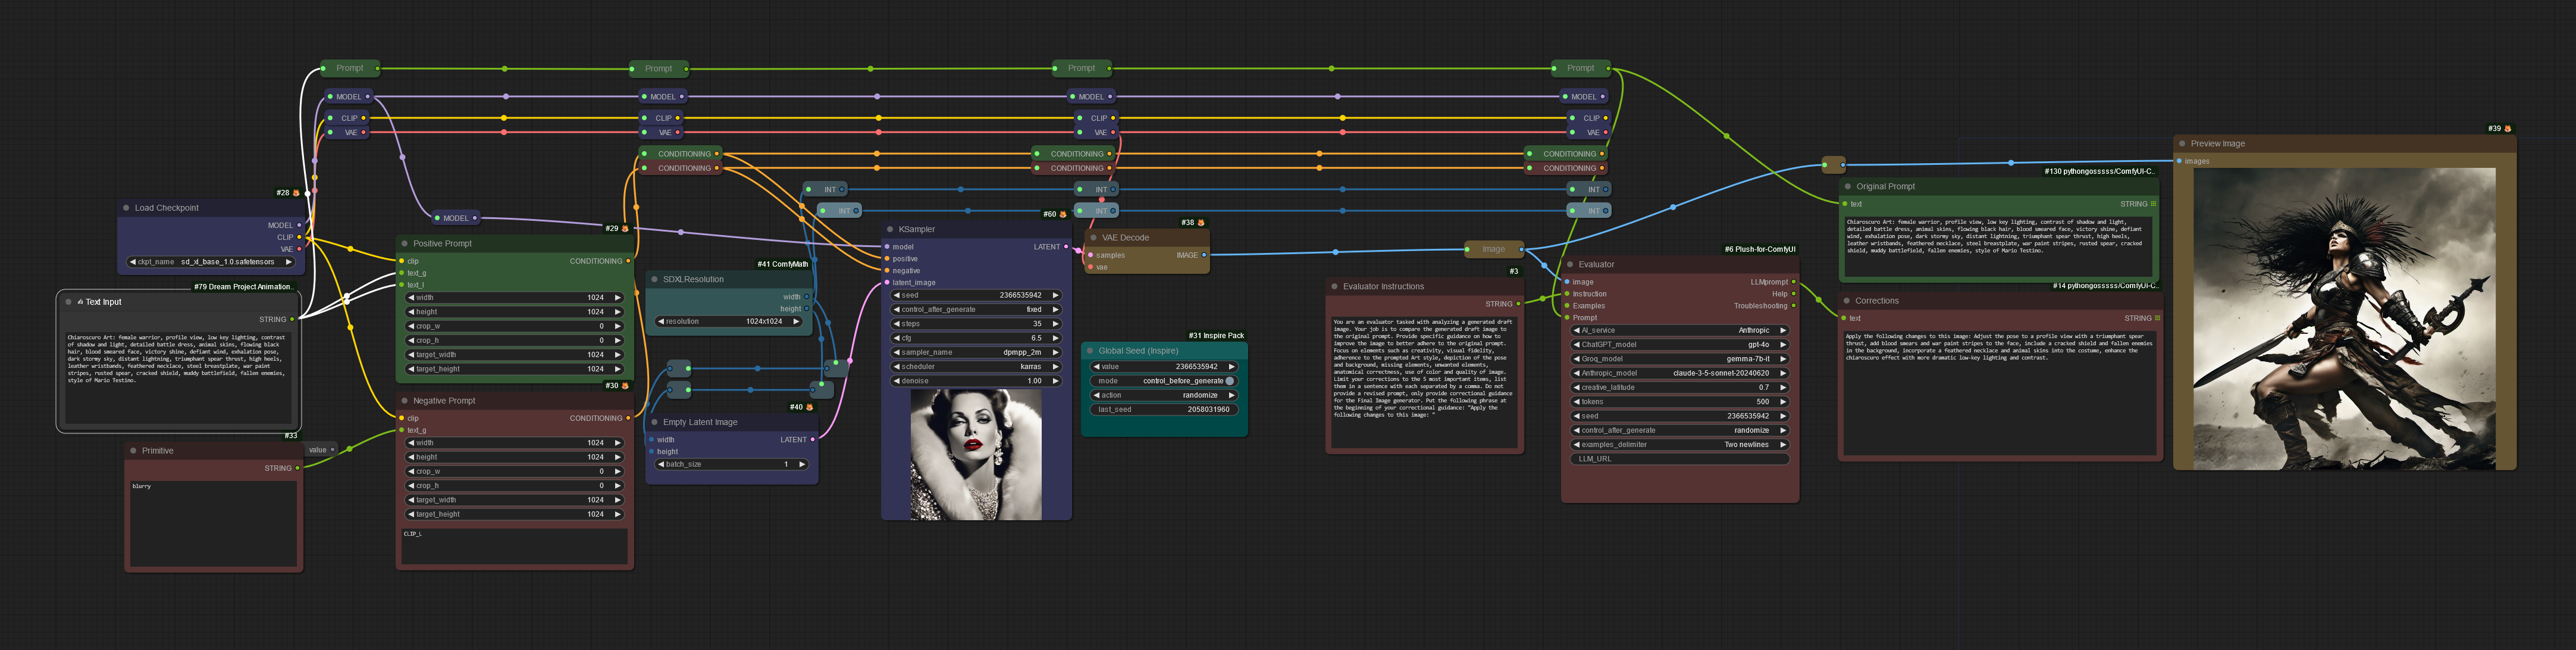 Prompt
Prompt
Prompt
Prompt
MODEL
MODEL
MODEL
MODEL
CLIP
CLIP
CLIP
CLIP
VAE
VAE
VAE
VAE
CONDITIONING
CONDITIONING
CONDITIONING
CONDITIONING
CONDITIONING
CONDITIONING
INT
INT
INT
INT
INT
INT
MODEL
#28
Load Checkpoint
MODEL
CLIP
VAE
ckpt_name sd_xl_base_1.0.safetensors
#79 Dream Project Animation..
Text Input
STRING
Chiaroscuro Art: female warrior, profile view, low key lighting, contrast
of shadow and light, detailed battle dress, animal skins, flowing black
hair, blood smeared face, victory shine, defiant wind, exhalation pose,
dark stormy sky, distant lightning, triumphant spear thrust, high heels,
leather wristbands, feathered necklace, steel breastplate, war paint
stripes, rusted spear, cracked shield, muddy battlefield, fallen enemies,
style of Mario Testino.
#33
Primitive
value
STRING
blurry
#29
Positive Prompt
clip CONDITIONING
text_g
text_l
width 1024
height 1024
crop_w 0
crop_h 0
target_width 1024
target_height 1024
#30
Negative Prompt
clip CONDITIONING
text_g
width 1024
height 1024
crop_w 0
crop_h 0
target_width 1024
target_height 1024
CLIP_L
#41 ComfyMath
SDXLResolution
width
height
resolution 1024x1024
#40
Empty Latent Image
width LATENT
height
batch_size 1
#60
KSampler
model LATENT
positive
negative
latent_image
seed 2366535942
control_after_generate fixed
steps 35
cfg 6.5
sampler_name dpmpp_2m
scheduler karras
denoise 1.00
#38
VAE Decode
samples IMAGE
vae
#31 Inspire Pack
Global Seed (Inspire)
value 2366535942
mode control_before_generate
action randomize
last_seed 2058031960
Image
#3
Evaluator Instructions
STRING
You are an evaluator tasked with analyzing a generated draft
image. Your job is to compare the generated draft image to
the original prompt. Provide specific guidance on how to
improve the image to better adhere to the original prompt.
Focus on elements such as creativity, visual fidelity,
adherence to the prompted Art style, depiction of the pose
and background, missing elements, unwanted elements,
anatomical correctness, use of color and quality of image.
Limit your corrections to the 5 most important items, list
them in a sentence with each separated by a comma. Do not
provide a revised prompt, only provide corrective guidance
for the Final Image generator. Put the following phrase at
the beginning of your correctional guidance: "Apply the
following changes to this image: "
#6 Plush-for-ComfyUI
Evaluator
image LLMprompt
Instruction Help
Examples Troubleshooting
Prompt
AI_service Anthropic
ChatGPT_model gpt-4o
Groq_model gemma-7b-it
Anthropic_model claude-3-5-sonnet-20240620
creative_latitude 0.7
tokens 500
seed 2366535942
control_after_generate randomize
examples_delimiter Two newlines
LLM_URL
#130 pythongosssss/ComfyUI-C..
Original Prompt
text STRING
Chiaroscuro Art: female warrior, profile view, low key lighting, contrast of shadow and light,
detailed battle dress, animal skins, flowing black hair, blood smeared face, victory shine, defiant
wind, exhalation pose, dark stormy sky, distant lightning, triumphant spear thrust, high heels,
leather wristbands, feathered necklace, steel breastplate, war paint stripes, rusted spear, cracked
shield, muddy battlefield, fallen enemies, style of Mario Testino.
#14 pythongosssss/ComfyUI-C..
Corrections
text STRING
Apply the following changes to this image: Adjust the pose to a profile view with a triumphant spear
thrust, add blood smears and war paint stripes to the face, include a cracked shield and fallen enemies
in the background, incorporate a feathered necklace and animal skins into the costume, enhance the
chiaroscuro effect with more dramatic low-key lighting and contrast.
#39
Preview Image
images